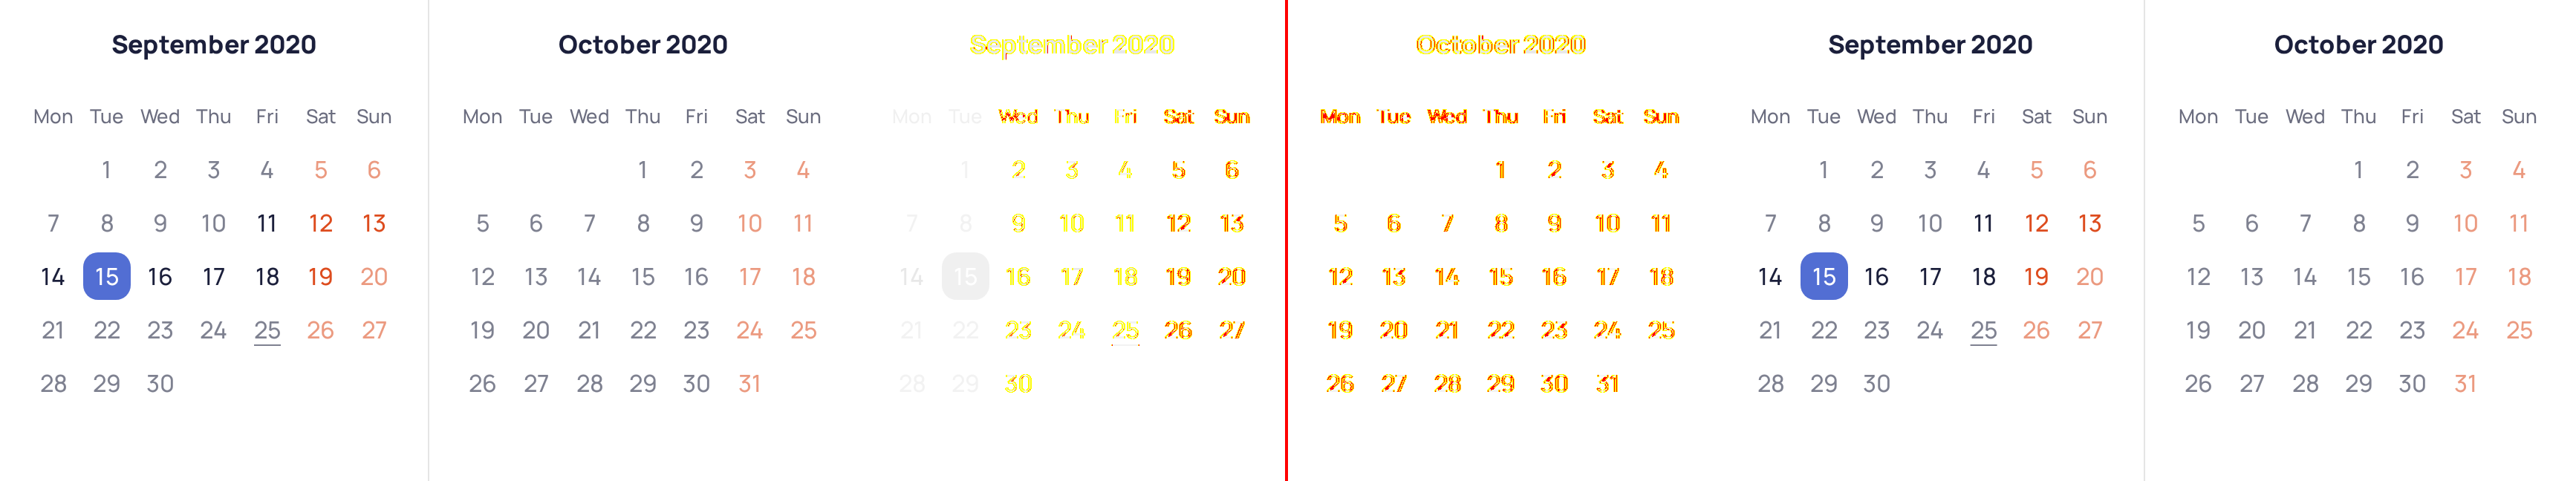 September 2020 October 2020 September 2020 October 2020 September 2020 October 2020
Mon Tue Wed Thu Fri Sat Sun Mon Tue Wed Thu Fri Sat Sun Mon Tue Wed Thu Fri Sat Sun Mon Tue Wed Thu Fri Sat Sun Mon Tue Wed Thu Fri Sat Sun Mon Tue Wed Thu Fri Sat Sun
1 2 3 4 5 6 1 2 3 4 1 2 3 4 5 6 1 2 3 4 1 2 3 4 5 6 1 2 3 4
7 8 9 10 11 12 13 5 6 7 8 9 10 11 7 8 9 10 11 12 13 5 6 7 8 9 10 11 7 8 9 10 11 12 13 5 6 7 8 9 10 11
14 15 16 17 18 19 20 12 13 14 15 16 17 18 14 15 16 17 18 19 20 12 13 14 15 16 17 18 14 15 16 17 18 19 20 12 13 14 15 16 17 18
21 22 23 24 25 26 27 19 20 21 22 23 24 25 21 22 23 24 25 26 27 19 20 21 22 23 24 25 21 22 23 24 25 26 27 19 20 21 22 23 24 25
28 29 30 26 27 28 29 30 31 28 29 30 26 27 28 29 30 31 28 29 30 26 27 28 29 30 31